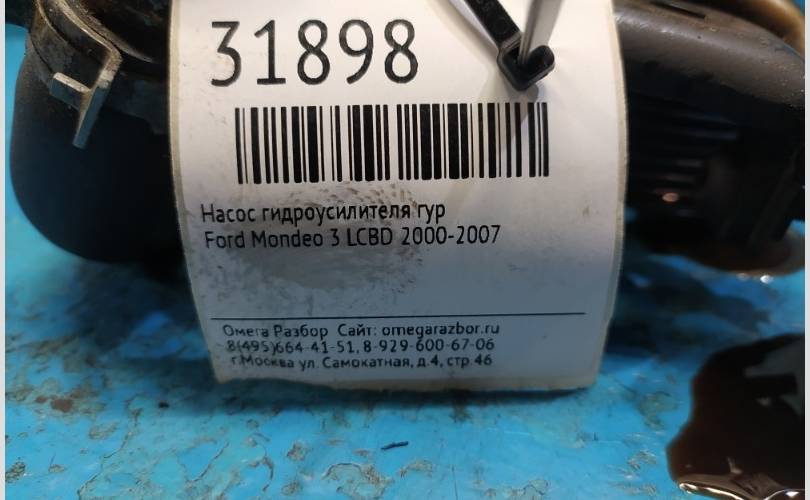 31898
Насос гидроусилителя гур
Ford Mondeo 3 LCBD 2000-2007
Омега Разбор Сайт: omegarazbor.ru
8(495)664-41-51, 8-929-600-67-06
г.Москва ул. Самокатная, д.4, стр.46